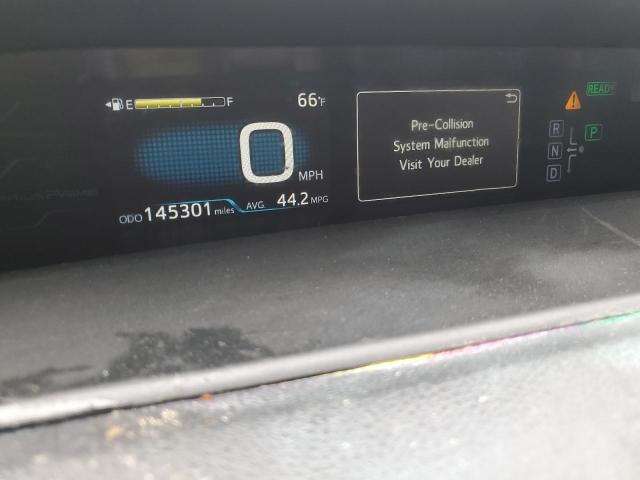 E F
66°F
READY
Pre-Collision
System Malfunction
Visit Your Dealer
R
P
N
D
0 MPH
ODO 145301 miles AVG. 44.2 MPG